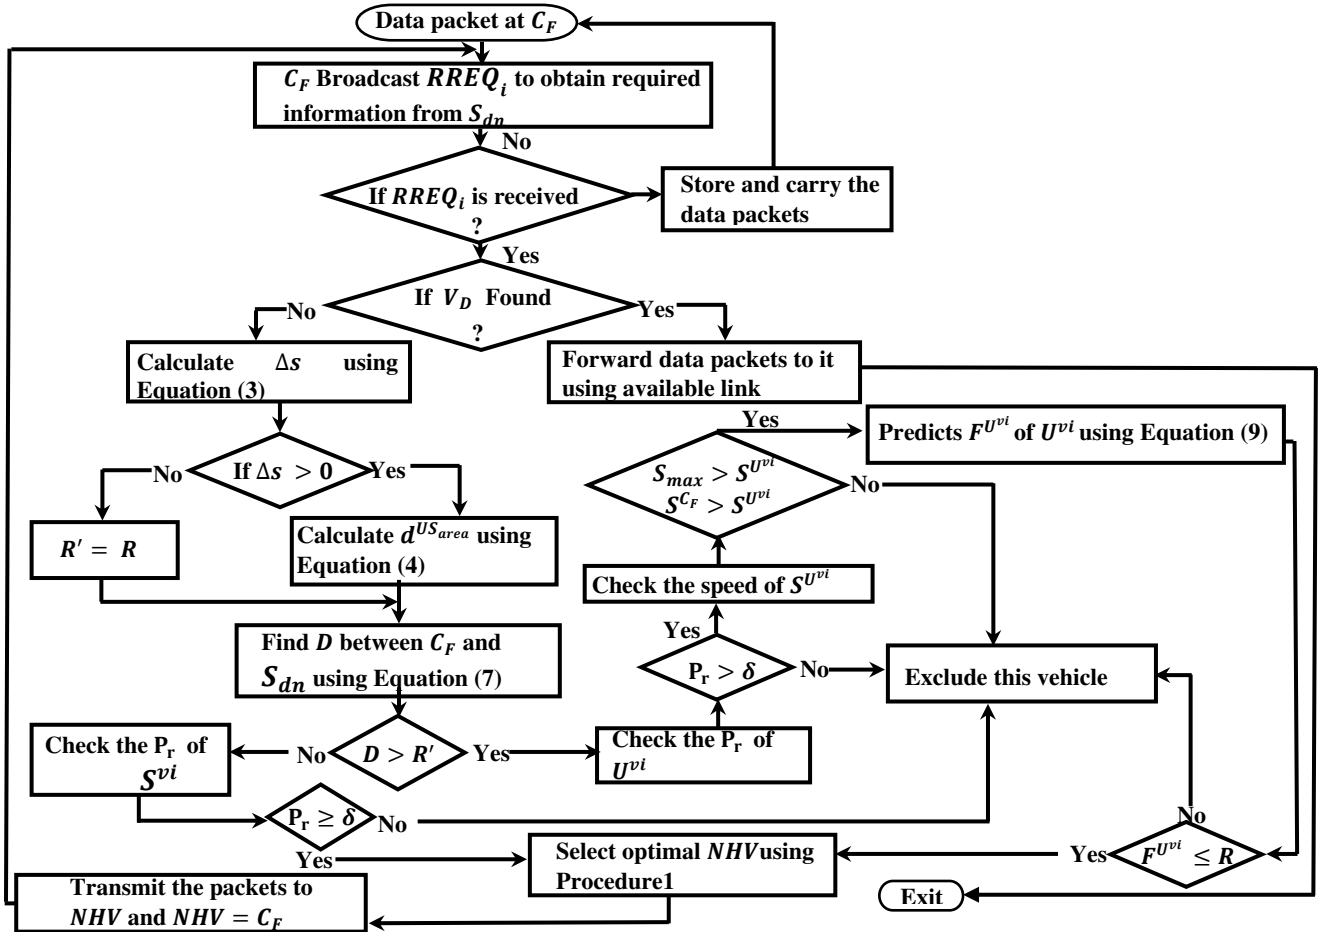 Data packet at C_F
C_F Broadcast RREQ_i to obtain required
information from S_dn
No
If RREQ_i is received
?
Store and carry the
data packets
Yes
If V_D Found
?
No
Yes
Calculate Δs using
Equation (3)
Forward data packets to it
using available link
Yes
Predicts F^{U^{vi}} of U^{vi} using Equation (9)
If Δs > 0
No
Yes
S_max > S^{U^{vi}}
S^{C_F} > S^{U^{vi}}
No
R′ = R
Calculate d^{US_area} using
Equation (4)
Check the speed of S^{U^{vi}}
Yes
Find D between C_F and
S_dn using Equation (7)
P_r > δ
No
Exclude this vehicle
Check the P_r of
S^{vi}
No
D > R′
Yes
Check the P_r of
U^{vi}
P_r ≥ δ
No
No
Yes
Select optimal NHV using
Procedure1
Yes
F^{U^{vi}} ≤ R
Transmit the packets to
NHV and NHV = C_F
Exit